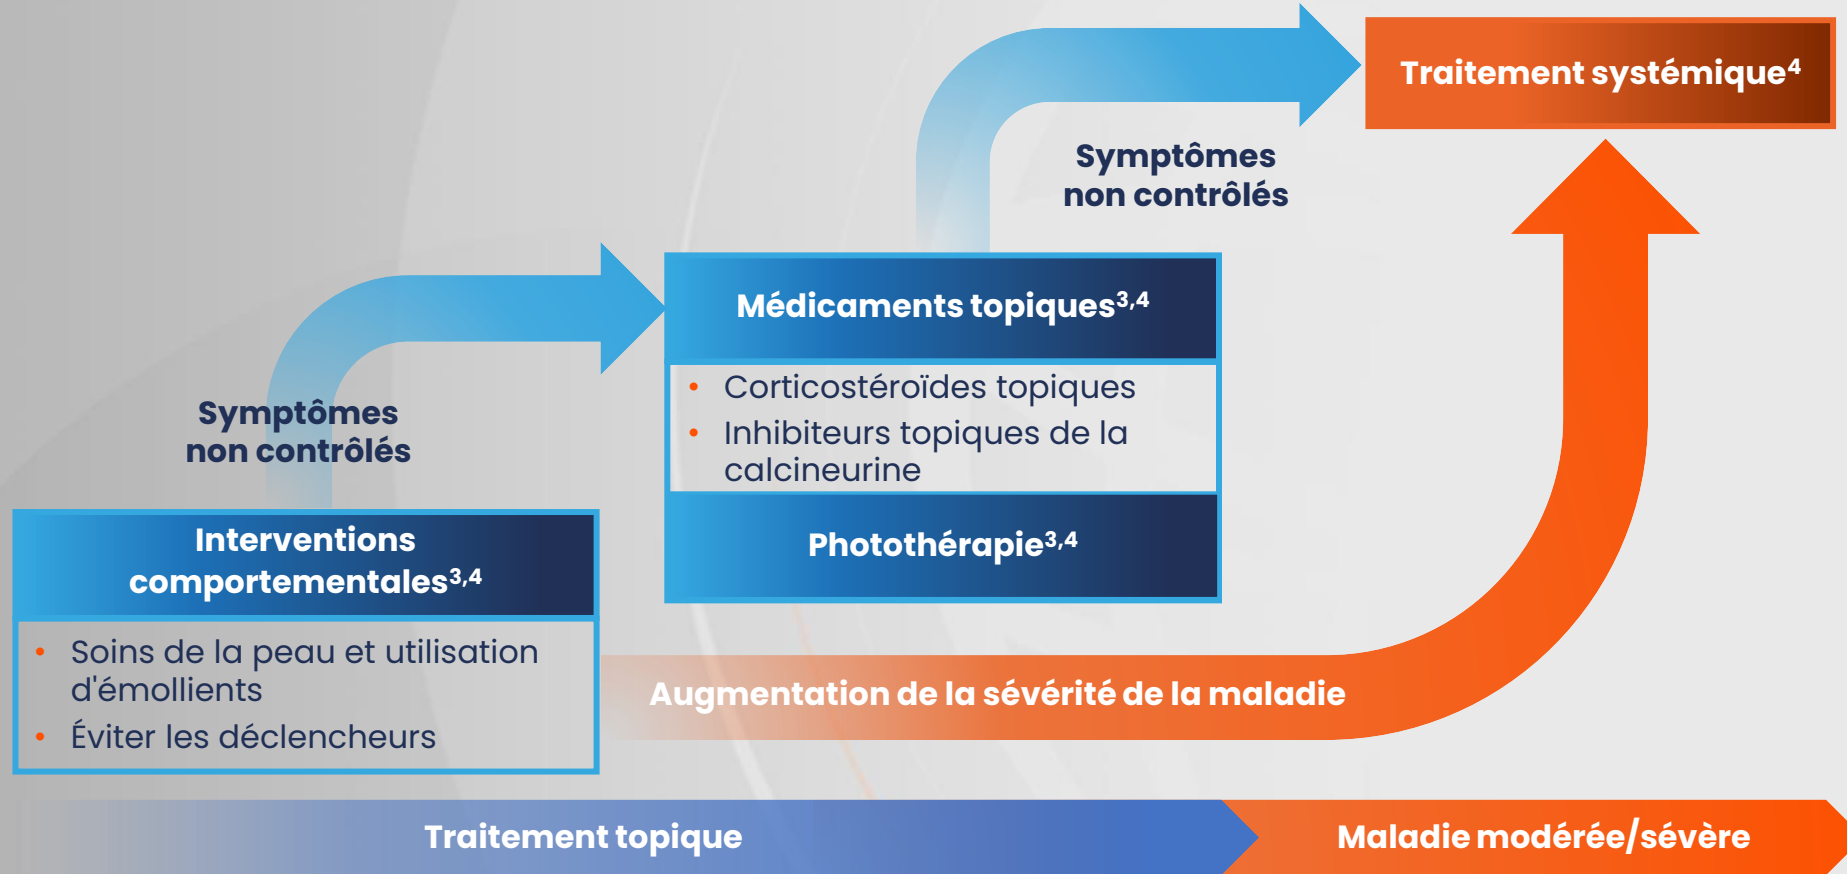 Traitement systémique⁴
Symptômes
non contrôlés
Médicaments topiques³,⁴
• Corticostéroïdes topiques
• Inhibiteurs topiques de la
calcineurine
Photothérapie³,⁴
Symptômes
non contrôlés
Interventions
comportementales³,⁴
• Soins de la peau et utilisation
d'émollients
• Éviter les déclencheurs
Augmentation de la sévérité de la maladie
Traitement topique
Maladie modérée/sévère